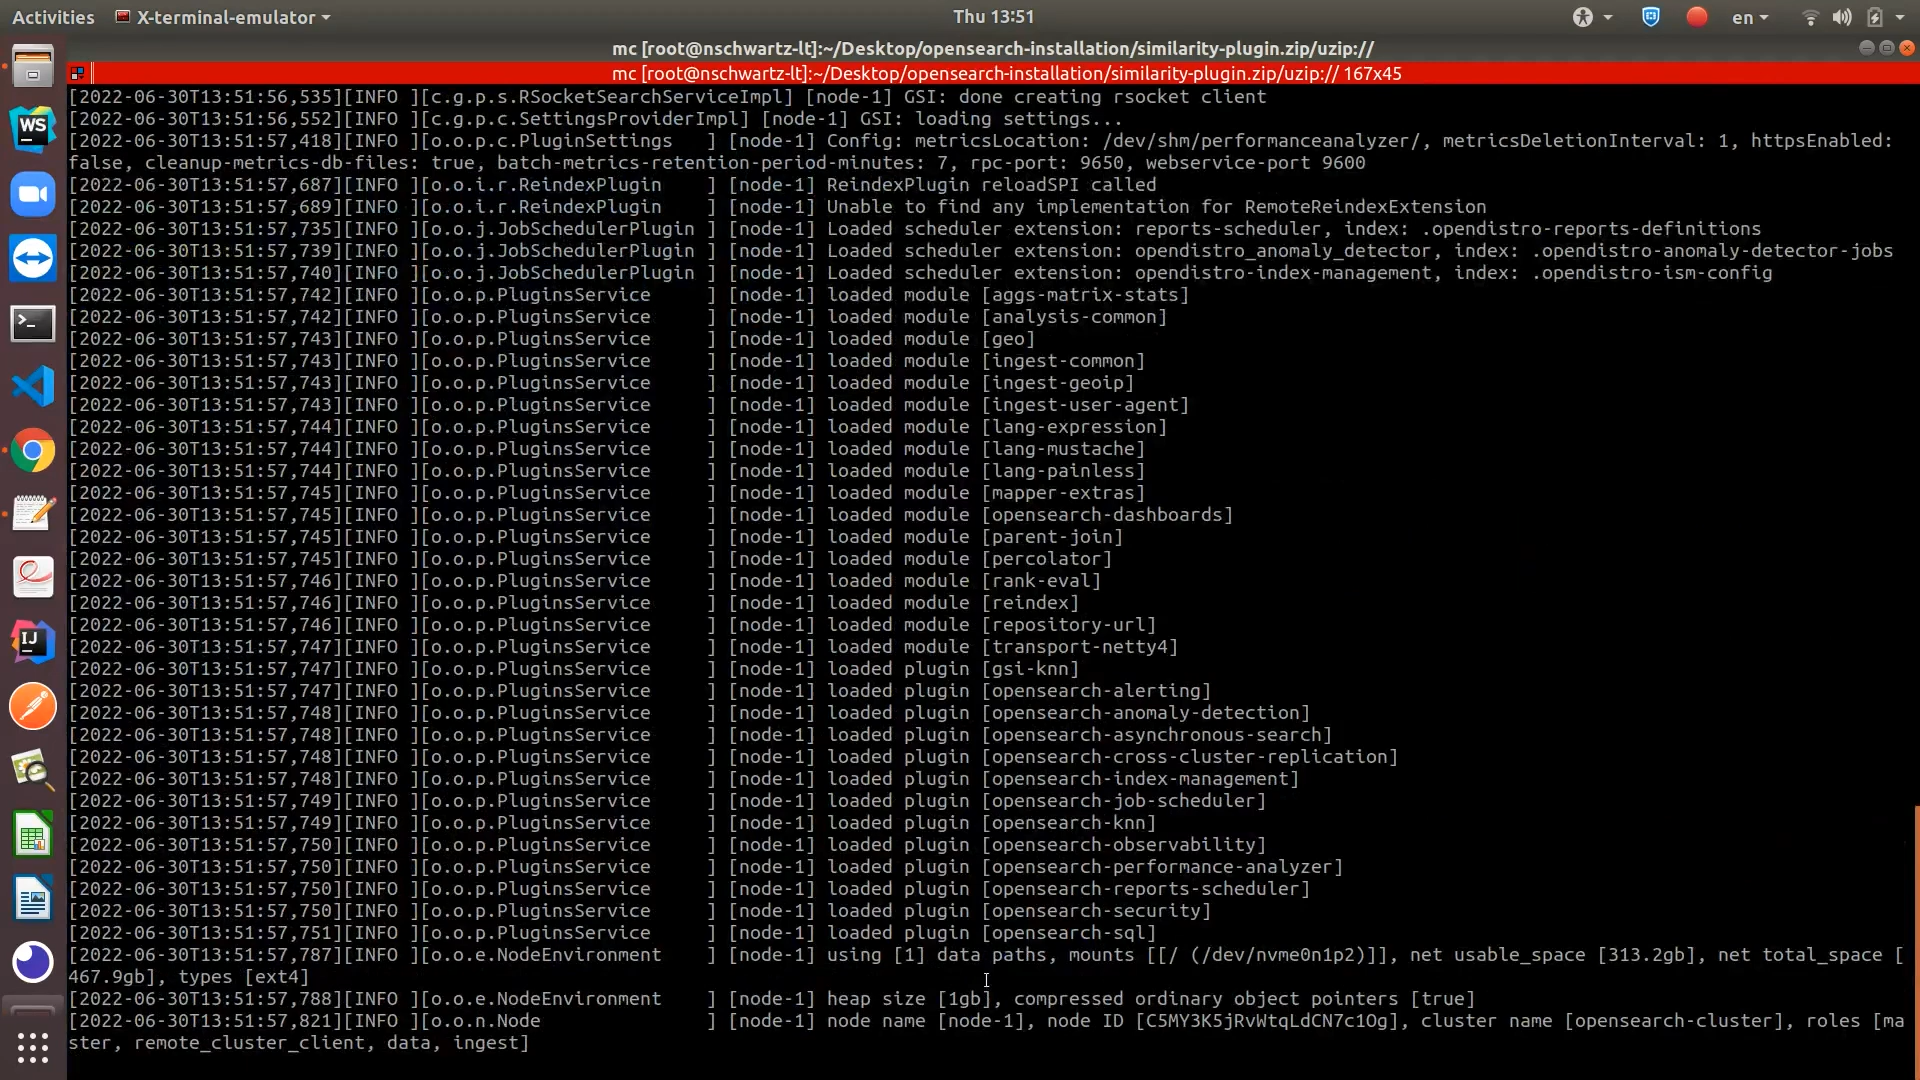 Activities
X-terminal-emulator
Thu 13:51
en
mc [root@nschwartz-lt]:~/Desktop/opensearch-installation/similarity-plugin.zip/uzip://
mc [root@nschwartz-lt]:~/Desktop/opensearch-installation/similarity-plugin.zip/uzip:// 167x45
[2022-06-30T13:51:56,535][INFO ][c.g.p.s.RSocketSearchServiceImpl] [node-1] GSI: done creating rsocket client
[2022-06-30T13:51:56,552][INFO ][c.g.p.c.SettingsProviderImpl] [node-1] GSI: loading settings...
[2022-06-30T13:51:57,418][INFO ][o.o.p.c.PluginSettings   ] [node-1] Config: metricsLocation: /dev/shm/performanceanalyzer/, metricsDeletionInterval: 1, httpsEnabled:
false, cleanup-metrics-db-files: true, batch-metrics-retention-period-minutes: 7, rpc-port: 9650, webservice-port 9600
[2022-06-30T13:51:57,687][INFO ][o.o.i.r.ReindexPlugin    ] [node-1] ReindexPlugin reloadSPI called
[2022-06-30T13:51:57,689][INFO ][o.o.i.r.ReindexPlugin    ] [node-1] Unable to find any implementation for RemoteReindexExtension
[2022-06-30T13:51:57,735][INFO ][o.o.j.JobSchedulerPlugin ] [node-1] Loaded scheduler extension: reports-scheduler, index: .opendistro-reports-definitions
[2022-06-30T13:51:57,739][INFO ][o.o.j.JobSchedulerPlugin ] [node-1] Loaded scheduler extension: opendistro_anomaly_detector, index: .opendistro-anomaly-detector-jobs
[2022-06-30T13:51:57,740][INFO ][o.o.j.JobSchedulerPlugin ] [node-1] Loaded scheduler extension: opendistro-index-management, index: .opendistro-ism-config
[2022-06-30T13:51:57,742][INFO ][o.o.p.PluginsService     ] [node-1] loaded module [aggs-matrix-stats]
[2022-06-30T13:51:57,742][INFO ][o.o.p.PluginsService     ] [node-1] loaded module [analysis-common]
[2022-06-30T13:51:57,743][INFO ][o.o.p.PluginsService     ] [node-1] loaded module [geo]
[2022-06-30T13:51:57,743][INFO ][o.o.p.PluginsService     ] [node-1] loaded module [ingest-common]
[2022-06-30T13:51:57,743][INFO ][o.o.p.PluginsService     ] [node-1] loaded module [ingest-geoip]
[2022-06-30T13:51:57,743][INFO ][o.o.p.PluginsService     ] [node-1] loaded module [ingest-user-agent]
[2022-06-30T13:51:57,744][INFO ][o.o.p.PluginsService     ] [node-1] loaded module [lang-expression]
[2022-06-30T13:51:57,744][INFO ][o.o.p.PluginsService     ] [node-1] loaded module [lang-mustache]
[2022-06-30T13:51:57,744][INFO ][o.o.p.PluginsService     ] [node-1] loaded module [lang-painless]
[2022-06-30T13:51:57,745][INFO ][o.o.p.PluginsService     ] [node-1] loaded module [mapper-extras]
[2022-06-30T13:51:57,745][INFO ][o.o.p.PluginsService     ] [node-1] loaded module [opensearch-dashboards]
[2022-06-30T13:51:57,745][INFO ][o.o.p.PluginsService     ] [node-1] loaded module [parent-join]
[2022-06-30T13:51:57,745][INFO ][o.o.p.PluginsService     ] [node-1] loaded module [percolator]
[2022-06-30T13:51:57,746][INFO ][o.o.p.PluginsService     ] [node-1] loaded module [rank-eval]
[2022-06-30T13:51:57,746][INFO ][o.o.p.PluginsService     ] [node-1] loaded module [reindex]
[2022-06-30T13:51:57,746][INFO ][o.o.p.PluginsService     ] [node-1] loaded module [repository-url]
[2022-06-30T13:51:57,747][INFO ][o.o.p.PluginsService     ] [node-1] loaded module [transport-netty4]
[2022-06-30T13:51:57,747][INFO ][o.o.p.PluginsService     ] [node-1] loaded plugin [gsi-knn]
[2022-06-30T13:51:57,747][INFO ][o.o.p.PluginsService     ] [node-1] loaded plugin [opensearch-alerting]
[2022-06-30T13:51:57,748][INFO ][o.o.p.PluginsService     ] [node-1] loaded plugin [opensearch-anomaly-detection]
[2022-06-30T13:51:57,748][INFO ][o.o.p.PluginsService     ] [node-1] loaded plugin [opensearch-asynchronous-search]
[2022-06-30T13:51:57,748][INFO ][o.o.p.PluginsService     ] [node-1] loaded plugin [opensearch-cross-cluster-replication]
[2022-06-30T13:51:57,748][INFO ][o.o.p.PluginsService     ] [node-1] loaded plugin [opensearch-index-management]
[2022-06-30T13:51:57,749][INFO ][o.o.p.PluginsService     ] [node-1] loaded plugin [opensearch-job-scheduler]
[2022-06-30T13:51:57,749][INFO ][o.o.p.PluginsService     ] [node-1] loaded plugin [opensearch-knn]
[2022-06-30T13:51:57,750][INFO ][o.o.p.PluginsService     ] [node-1] loaded plugin [opensearch-observability]
[2022-06-30T13:51:57,750][INFO ][o.o.p.PluginsService     ] [node-1] loaded plugin [opensearch-performance-analyzer]
[2022-06-30T13:51:57,750][INFO ][o.o.p.PluginsService     ] [node-1] loaded plugin [opensearch-reports-scheduler]
[2022-06-30T13:51:57,750][INFO ][o.o.p.PluginsService     ] [node-1] loaded plugin [opensearch-security]
[2022-06-30T13:51:57,751][INFO ][o.o.p.PluginsService     ] [node-1] loaded plugin [opensearch-sql]
[2022-06-30T13:51:57,787][INFO ][o.o.e.NodeEnvironment    ] [node-1] using [1] data paths, mounts [[/ (/dev/nvme0n1p2)]], net usable_space [313.2gb], net total_space [
467.9gb], types [ext4]
[2022-06-30T13:51:57,788][INFO ][o.o.e.NodeEnvironment    ] [node-1] heap size [1gb], compressed ordinary object pointers [true]
[2022-06-30T13:51:57,821][INFO ][o.o.n.Node               ] [node-1] node name [node-1], node ID [C5MY3K5jRvWtqLdCN7c1Og], cluster name [opensearch-cluster], roles [ma
ster, remote_cluster_client, data, ingest]
WS
IJ